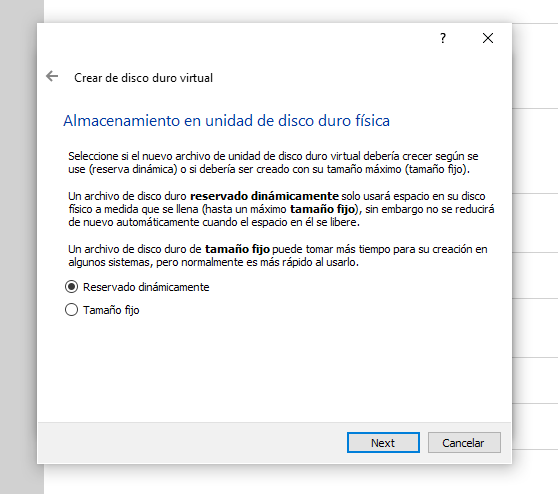 ?
Crear de disco duro virtual
Almacenamiento en unidad de disco duro física
Seleccione si el nuevo archivo de unidad de disco duro virtual debería crecer según se
use (reserva dinámica) o si debería ser creado con su tamaño máximo (tamaño fijo).
Un archivo de disco duro reservado dinámicamente solo usará espacio en su disco
físico a medida que se llena (hasta un máximo tamaño fijo), sin embargo no se reducirá
de nuevo automáticamente cuando el espacio en él se libere.
Un archivo de disco duro de tamaño fijo puede tomar más tiempo para su creación en
algunos sistemas, pero normalmente es más rápido al usarlo.
Reservado dinámicamente
Tamaño fijo
Next Cancelar